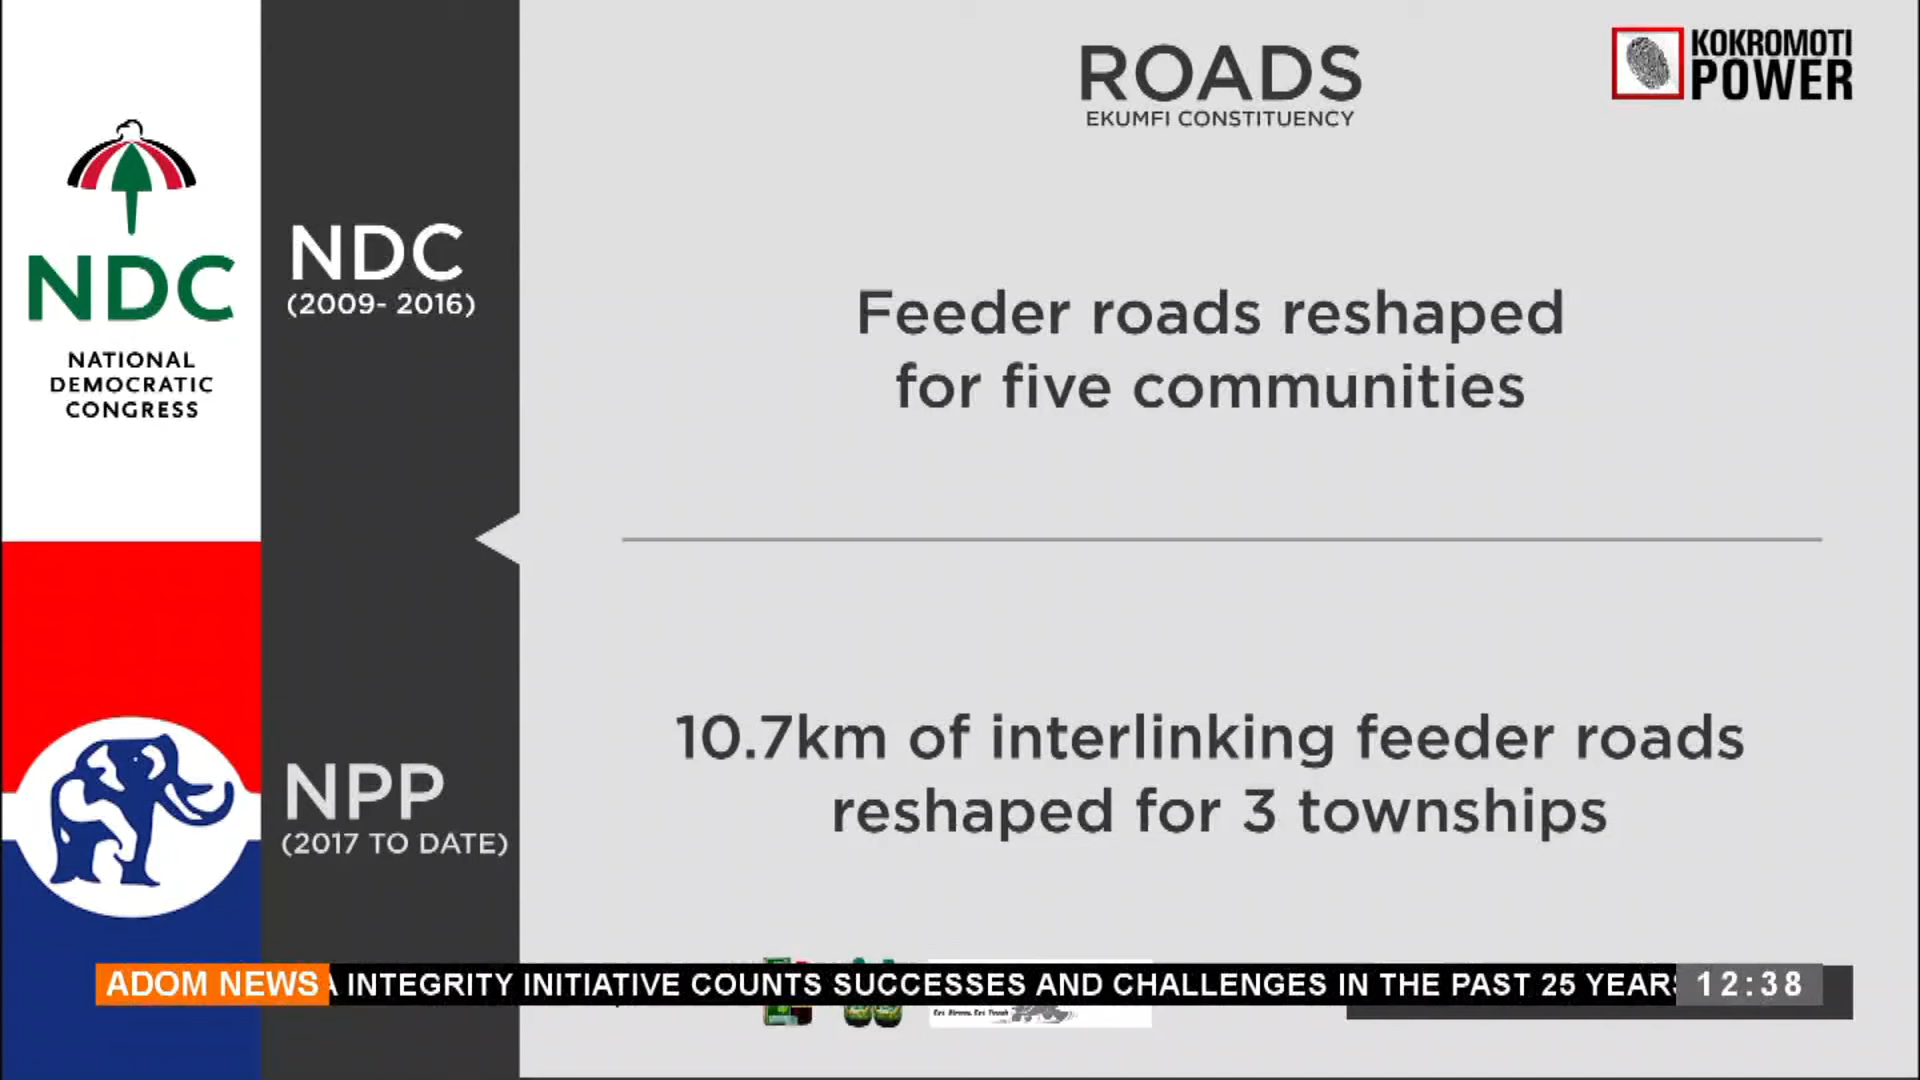 ROADS
EKUMFI CONSTITUENCY
KOKROMOTI
POWER
NDC
NATIONAL
DEMOCRATIC
CONGRESS
NDC
(2009- 2016)
Feeder roads reshaped
for five communities
NPP
(2017 TO DATE)
10.7km of interlinking feeder roads
reshaped for 3 townships
ADOM NEWS
INTEGRITY INITIATIVE COUNTS SUCCESSES AND CHALLENGES IN THE PAST 25 YEARS
12:38